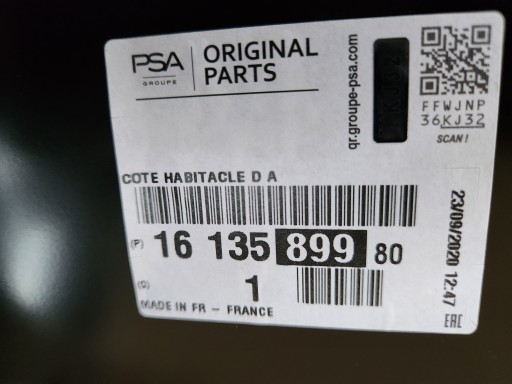 PSA
GROUPE
ORIGINAL
PARTS
qr.groupe-psa.com
FFWJNP
36KJ32
SCAN!
COTE HABITACLE D A
(P) 16 135 899 80
(Q) 1
MADE IN FR - FRANCE
23/09/2020 12:47
EAC